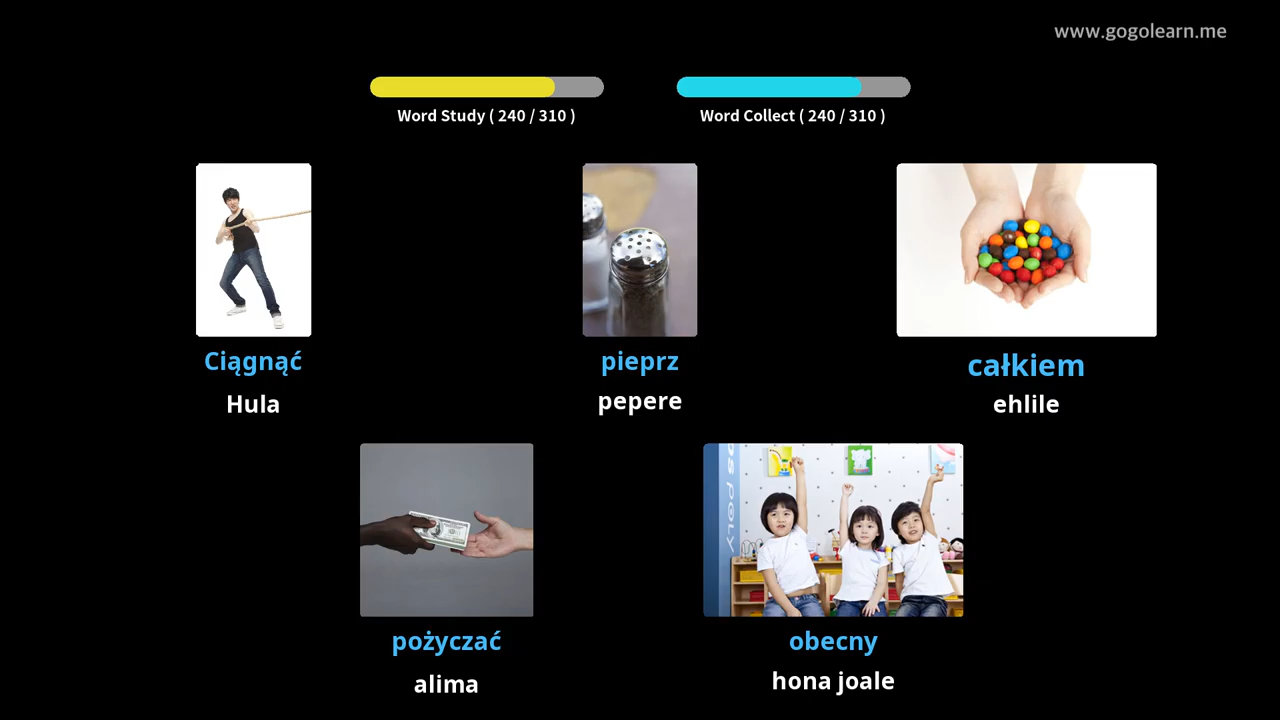 www.gogolearn.me
Word Study ( 240 / 310 )
Word Collect ( 240 / 310 )
Ciągnąć
Hula
pieprz
pepere
całkiem
ehlile
pożyczać
alima
obecny
hona joale